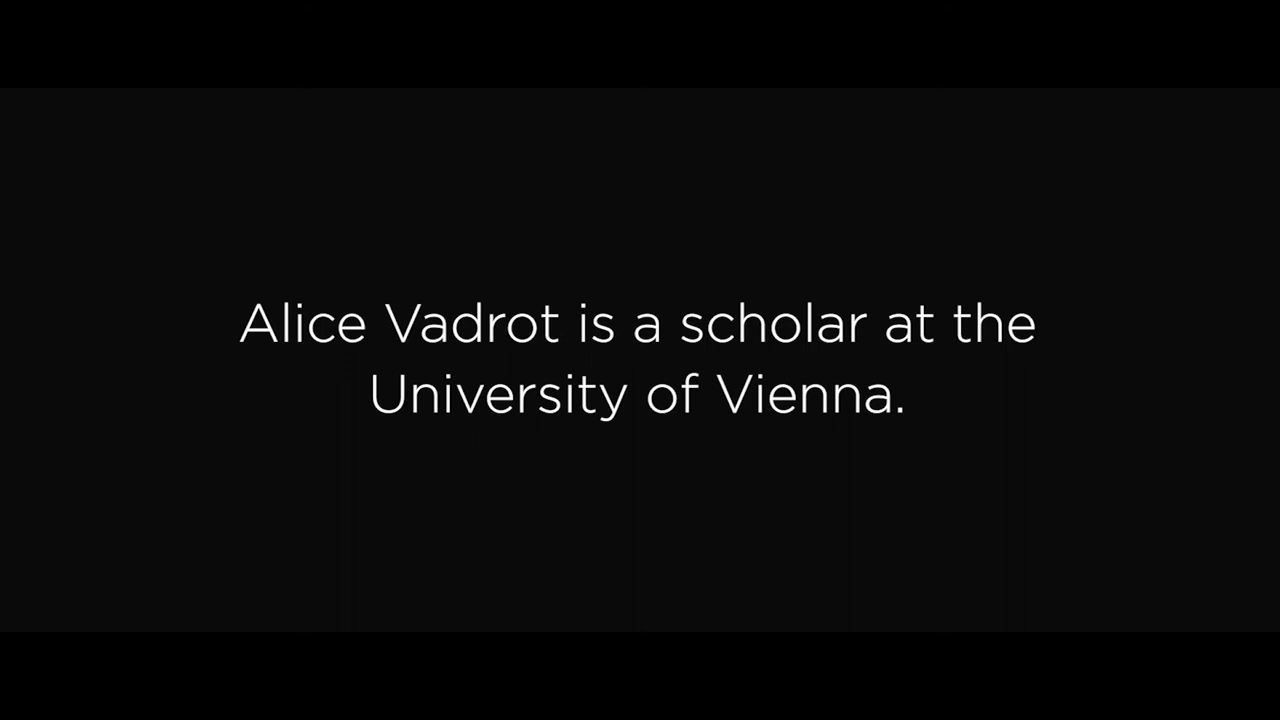 Alice Vadrot is a scholar at the
University of Vienna.